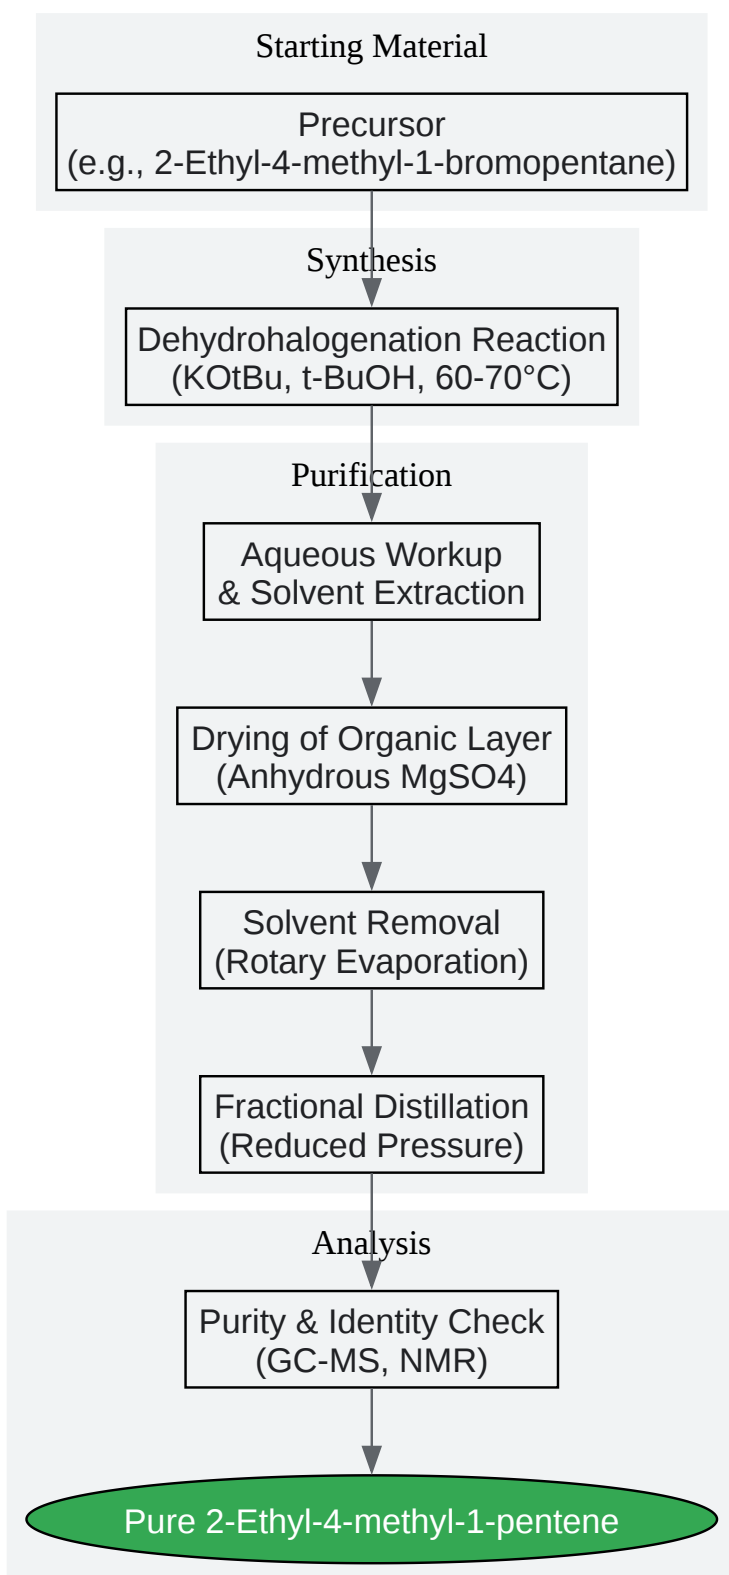 Starting Material
Precursor
(e.g., 2-Ethyl-4-methyl-1-bromopentane)
Synthesis
Dehydrohalogenation Reaction
(KOtBu, t-BuOH, 60-70°C)
Purification
Aqueous Workup
& Solvent Extraction
Drying of Organic Layer
(Anhydrous MgSO4)
Solvent Removal
(Rotary Evaporation)
Fractional Distillation
(Reduced Pressure)
Analysis
Purity & Identity Check
(GC-MS, NMR)
Pure 2-Ethyl-4-methyl-1-pentene